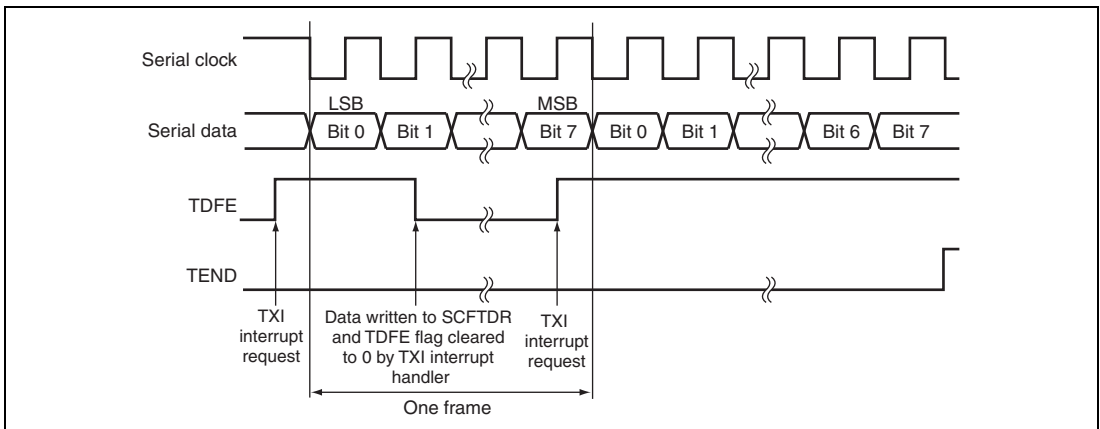 Serial clock
LSB
MSB
Serial data
Bit 0
Bit 1
Bit 7
Bit 0
Bit 1
Bit 6
Bit 7
TDFE
TEND
TXI
interrupt
request
Data written to SCFTDR
and TDFE flag cleared
to 0 by TXI interrupt
handler
TXI
interrupt
request
One frame